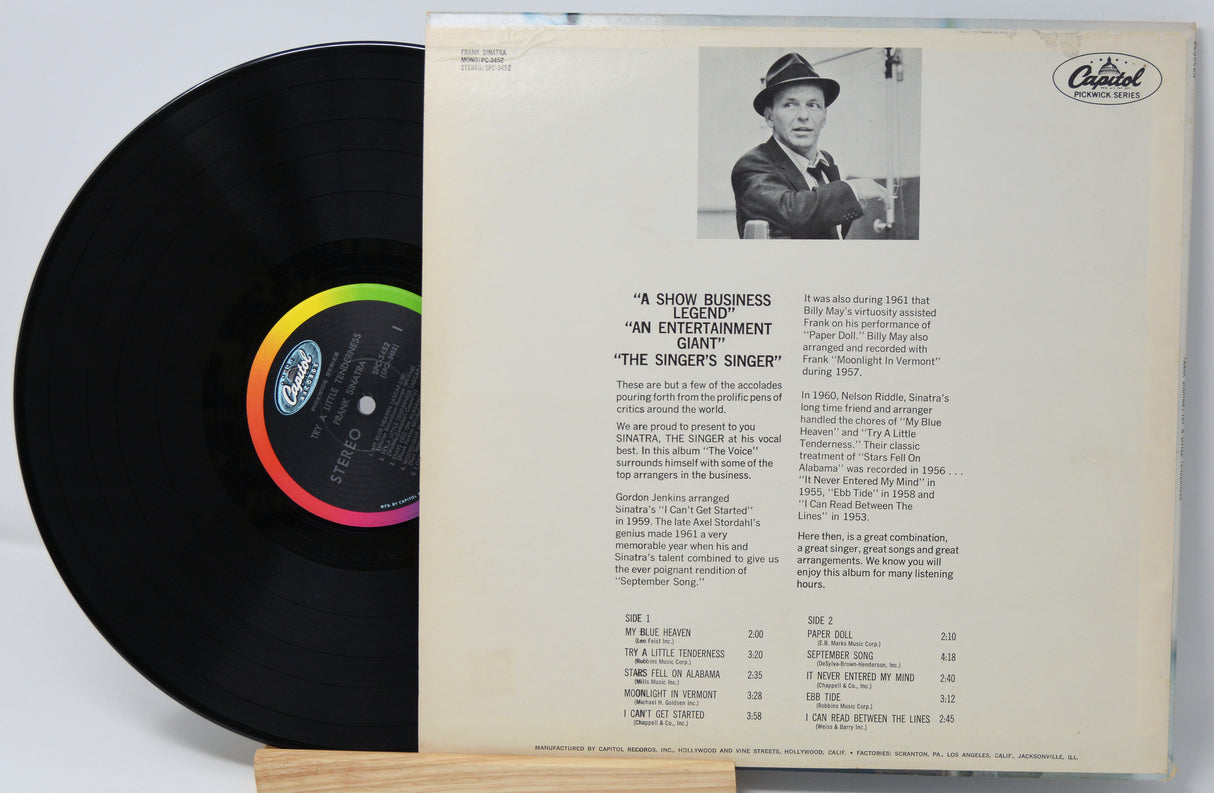 FRANK SINATRA
MONO/PC-3452
STEREO/SPC-3452
Capitol
PICKWICK SERIES
“A SHOW BUSINESS
LEGEND”
“AN ENTERTAINMENT
GIANT”
“THE SINGER'S SINGER”
These are but a few of the accolades
pouring forth from the prolific pens of
critics around the world.
We are proud to present to you
SINATRA, THE SINGER at his vocal
best. In this album “The Voice”
surrounds himself with some of the
top arrangers in the business.
Gordon Jenkins arranged
Sinatra's “I Can't Get Started”
in 1959. The late Axel Stordahl's
genius made 1961 a very
memorable year when his and
Sinatra's talent combined to give us
the ever poignant rendition of
“September Song.”
It was also during 1961 that
Billy May's virtuosity assisted
Frank on his performance of
“Paper Doll.” Billy May also
arranged and recorded with
Frank “Moonlight In Vermont”
during 1957.
In 1960, Nelson Riddle, Sinatra's
long time friend and arranger
handled the chores of “My Blue
Heaven” and “Try A Little
Tenderness.” Their classic
treatment of “Stars Fell On
Alabama” was recorded in 1956 . . .
“It Never Entered My Mind” in
1955, “Ebb Tide” in 1958 and
“I Can Read Between The
Lines” in 1953.
Here then, is a great combination,
a great singer, great songs and great
arrangements. We know you will
enjoy this album for many listening
hours.
SIDE 1
MY BLUE HEAVEN 2:00
(Leo Feist Inc.)
TRY A LITTLE TENDERNESS 3:20
(Robbins Music Corp.)
STARS FELL ON ALABAMA 2:35
(Mills Music Inc.)
MOONLIGHT IN VERMONT 3:28
(Michael H. Goldsen Inc.)
I CAN'T GET STARTED 3:58
(Chappell & Co., Inc.)
SIDE 2
PAPER DOLL 2:10
(E.B. Marks Music Corp.)
SEPTEMBER SONG 4:18
(DeSylva-Brown-Henderson, Inc.)
IT NEVER ENTERED MY MIND 2:40
(Chappell & Co., Inc.)
EBB TIDE 3:12
(Robbins Music Corp.)
I CAN READ BETWEEN THE LINES 2:45
(Weiss & Barry Inc.)
MANUFACTURED BY CAPITOL RECORDS, INC., HOLLYWOOD AND VINE STREETS, HOLLYWOOD, CALIF. • FACTORIES: SCRANTON, PA., LOS ANGELES, CALIF., JACKSONVILLE, ILL.
Capitol
RECORDS
PICKWICK SERIES
TRY A LITTLE TENDERNESS
FRANK SINATRA
STEREO
1
SPC-3452
MFD BY CAPITOL